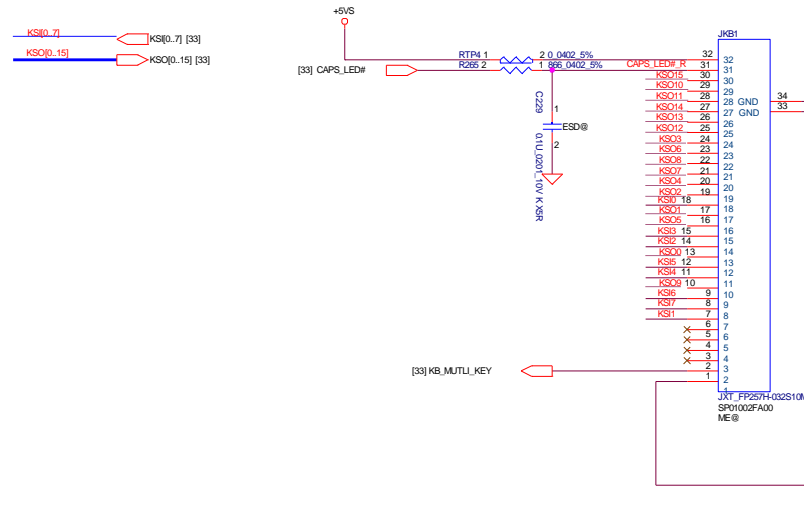 +5VS
KSI[0..7]
KSI[0..7] [33]
KSO[0..15]
KSO[0..15] [33]
JKB1
RTP4 1 2 0_0402_5%
[33] CAPS_LED#
R265 2 1 866_0402_5%
CAPS_LED#_R
C229
1
ESD@
2
0.1U_0201_10V K X5R
32 32
31 31
KSO15 30 30
KSO10 29 29
KSO11 28 28 GND 34
KSO14 27 27 GND 33
KSO13 26 26
KSO12 25 25
KSO3 24 24
KSO6 23 23
KSO8 22 22
KSO7 21 21
KSO4 20 20
KSO2 19 19
KSI0 18 18
KSO1 17 17
KSO5 16 16
KSI3 15 15
KSI2 14 14
KSO0 13 13
KSI5 12 12
KSI4 11 11
KSO9 10 10
KSI6 9 9
KSI7 8 8
KSI1 7 7
6 6
5 5
4 4
3 3
[33] KB_MUTLI_KEY 2 2
1 1
JXT_FP257H-032S10M
SP01002FA00
ME@